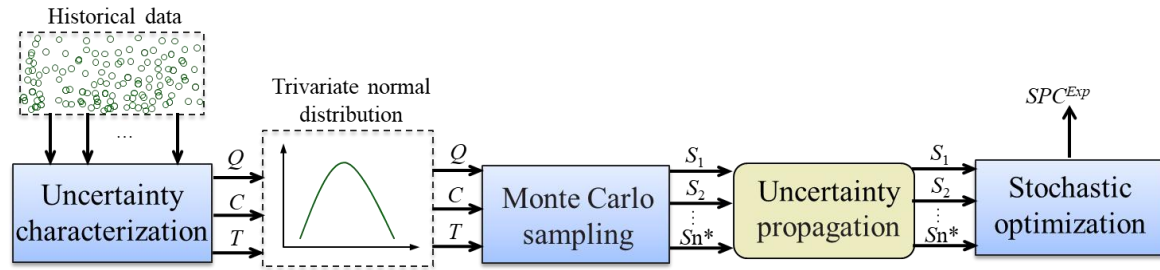 Historical data
...
Uncertainty
characterization
Q
C
T
Trivariate normal
distribution
Q
C
T
Monte Carlo
sampling
S1
S2
⋮
Sn*
Uncertainty
propagation
S1
S2
⋮
Sn*
Stochastic
optimization
SPC^Exp